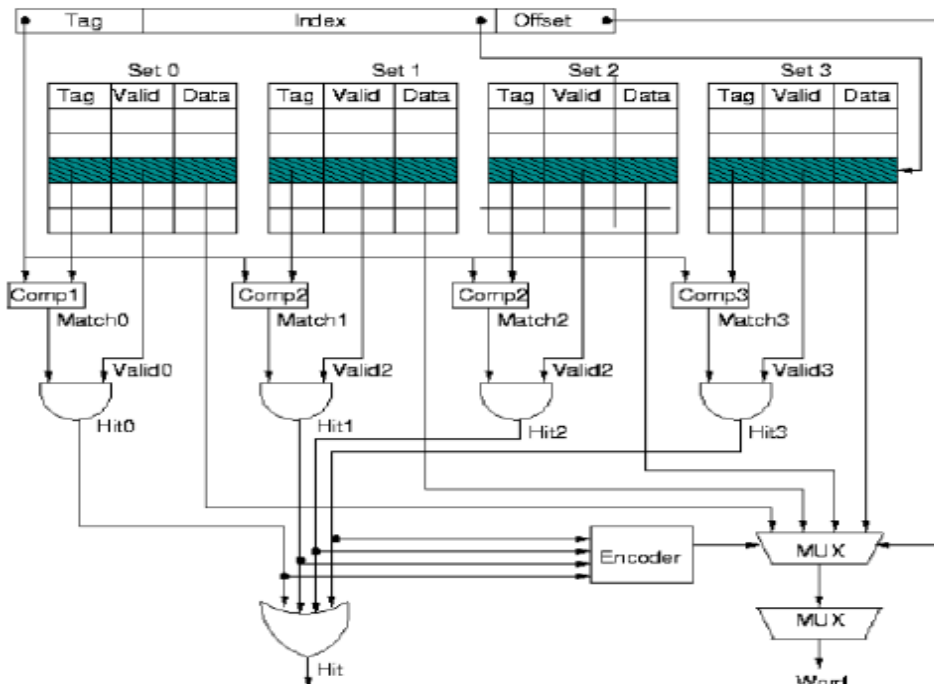 Tag Index Offset
Set 0 Set 1 Set 2 Set 3
Tag Valid Data Tag Valid Data Tag Valid Data Tag Valid Data
Comp1 Comp2 Comp2 Comp3
Match0 Match1 Match2 Match3
Valid0 Valid2 Valid2 Valid3
Hit0 Hit1 Hit2 Hit3
Encoder MUX
MUX
Hit
Word